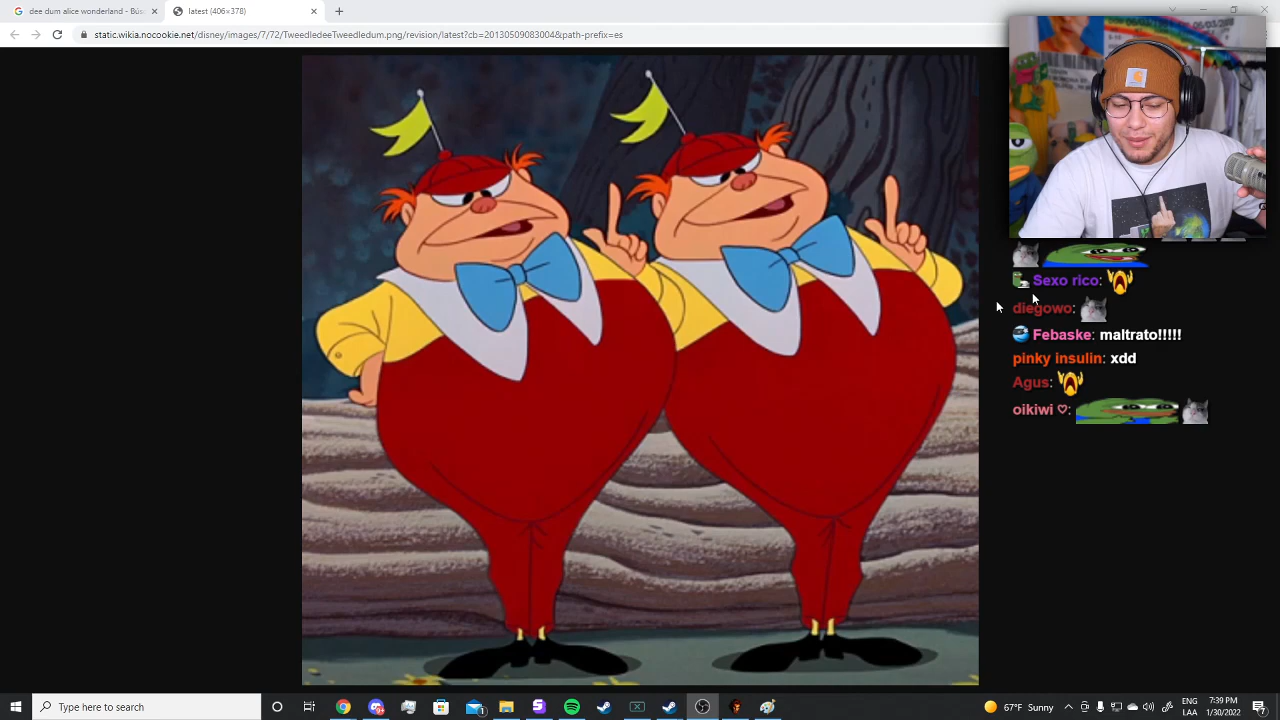 dee dum alice wonderland - Bús
latest (406×378)
static.wikia.nocookie.net/disney/images/7/72/TweedledeeTweedledum.png/revision/latest?cb=20130509083004&path-prefix=es
Sexo rico:
diegowo:
Febaske: maltrato!!!!!
pinky insulin: xdd
Agus:
oikiwi ♡:
Type here to search
67°F Sunny
ENG
LAA
7:39 PM
1/30/2022